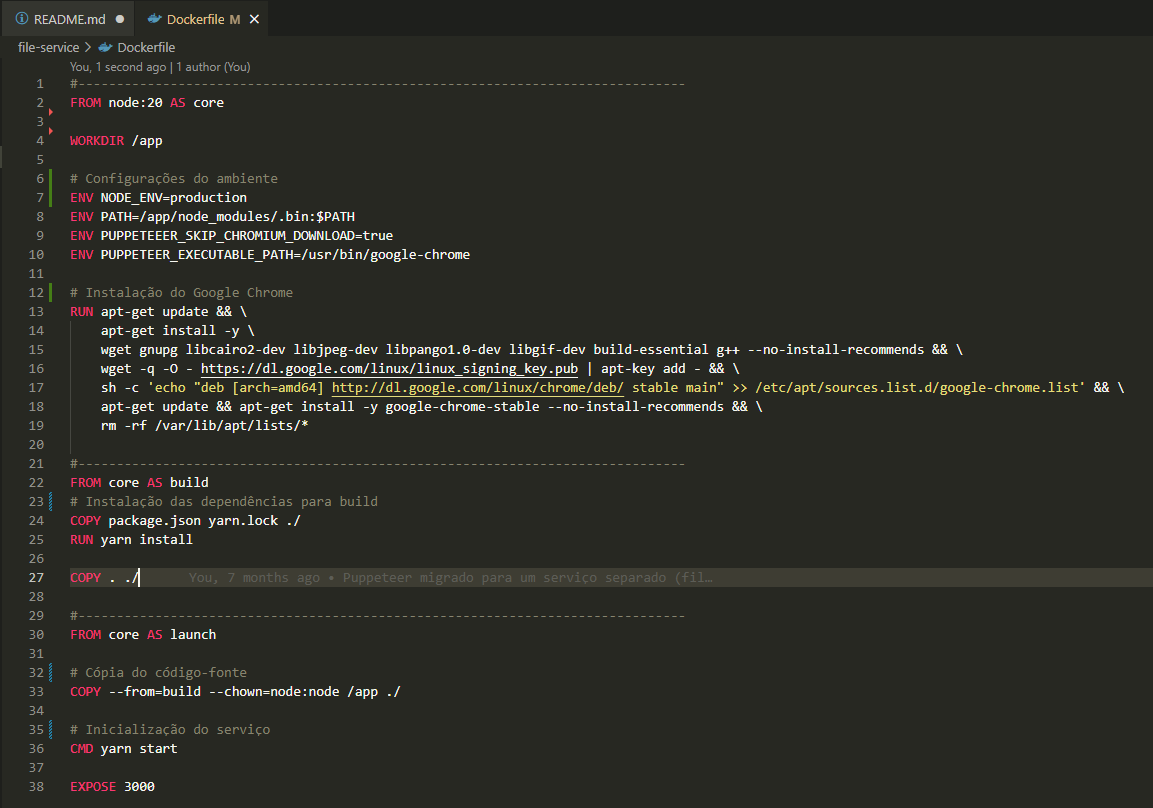 README.md ●
Dockerfile M ×
file-service > Dockerfile
You, 1 second ago | 1 author (You)
1 #-------------------------------------------------------------------------------
2 FROM node:20 AS core
3
4 WORKDIR /app
5
6 # Configurações do ambiente
7 ENV NODE_ENV=production
8 ENV PATH=/app/node_modules/.bin:$PATH
9 ENV PUPPETEEER_SKIP_CHROMIUM_DOWNLOAD=true
10 ENV PUPPETEER_EXECUTABLE_PATH=/usr/bin/google-chrome
11
12 # Instalação do Google Chrome
13 RUN apt-get update && \
14 apt-get install -y \
15 wget gnupg libcairo2-dev libjpeg-dev libpango1.0-dev libgif-dev build-essential g++ --no-install-recommends && \
16 wget -q -O - https://dl.google.com/linux/linux_signing_key.pub | apt-key add - && \
17 sh -c 'echo "deb [arch=amd64] http://dl.google.com/linux/chrome/deb/ stable main" >> /etc/apt/sources.list.d/google-chrome.list' && \
18 apt-get update && apt-get install -y google-chrome-stable --no-install-recommends && \
19 rm -rf /var/lib/apt/lists/*
20
21 #-------------------------------------------------------------------------------
22 FROM core AS build
23 # Instalação das dependências para build
24 COPY package.json yarn.lock ./
25 RUN yarn install
26
27 COPY . ./ You, 7 months ago • Puppeteer migrado para um serviço separado (fil…
28
29 #-------------------------------------------------------------------------------
30 FROM core AS launch
31
32 # Cópia do código-fonte
33 COPY --from=build --chown=node:node /app ./
34
35 # Inicialização do serviço
36 CMD yarn start
37
38 EXPOSE 3000